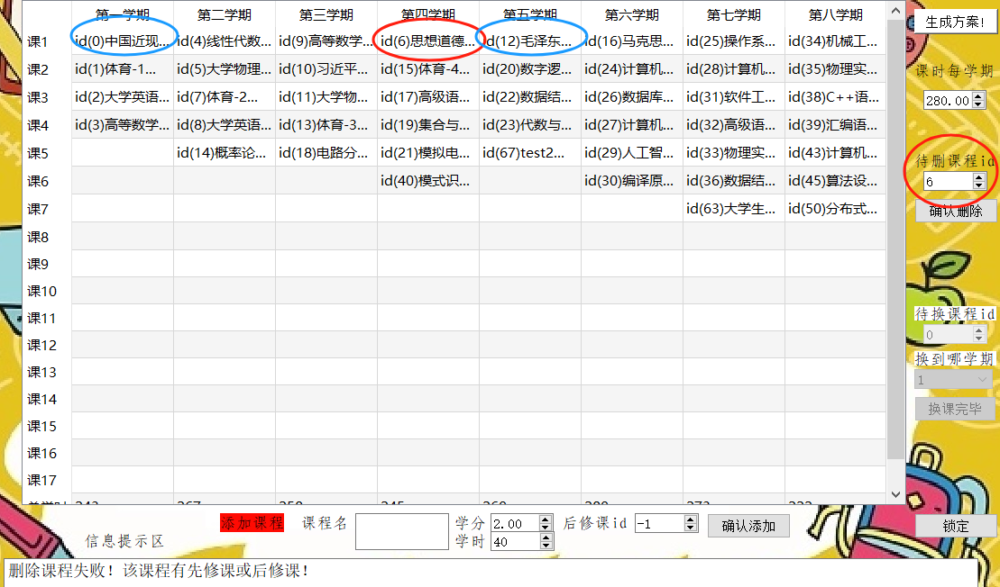 第一学期 第二学期 第三学期 第四学期 第五学期 第六学期 第七学期 第八学期
生成方案!
课1 id(0)中国近现... id(4)线性代数... id(9)高等数学... id(6)思想道德... id(12)毛泽东... id(16)马克思... id(25)操作系... id(34)机械工...
课2 id(1)体育-1... id(5)大学物理... id(10)习近平... id(15)体育-4... id(20)数字逻... id(24)计算机... id(28)计算机... id(35)物理实...
课时每学期
课3 id(2)大学英语... id(7)体育-2... id(11)大学物... id(17)高级语... id(22)数据结... id(26)数据库... id(31)软件工... id(38)C++语...
280.00
课4 id(3)高等数学... id(8)大学英语... id(13)体育-3... id(19)集合与... id(23)代数与... id(27)计算机... id(32)高级语... id(39)汇编语...
课5 id(14)概率论... id(18)电路分... id(21)模拟电... id(67)test2... id(29)人工智... id(33)物理实... id(43)计算机...
待删课程id
课6 id(40)模式识... id(30)编译原... id(36)数据结... id(45)算法设...
6
课7 id(63)大学生... id(50)分布式...
确认删除
课8
课9
课10
课11
待换课程id
0
课12
换到哪学期
课13
1
课14
换课完毕
课15
课16
课17
添加课程 课程名 学分 2.00 后修课id -1 确认添加 锁定
学时 40
信息提示区
删除课程失败！该课程有先修课或后修课！